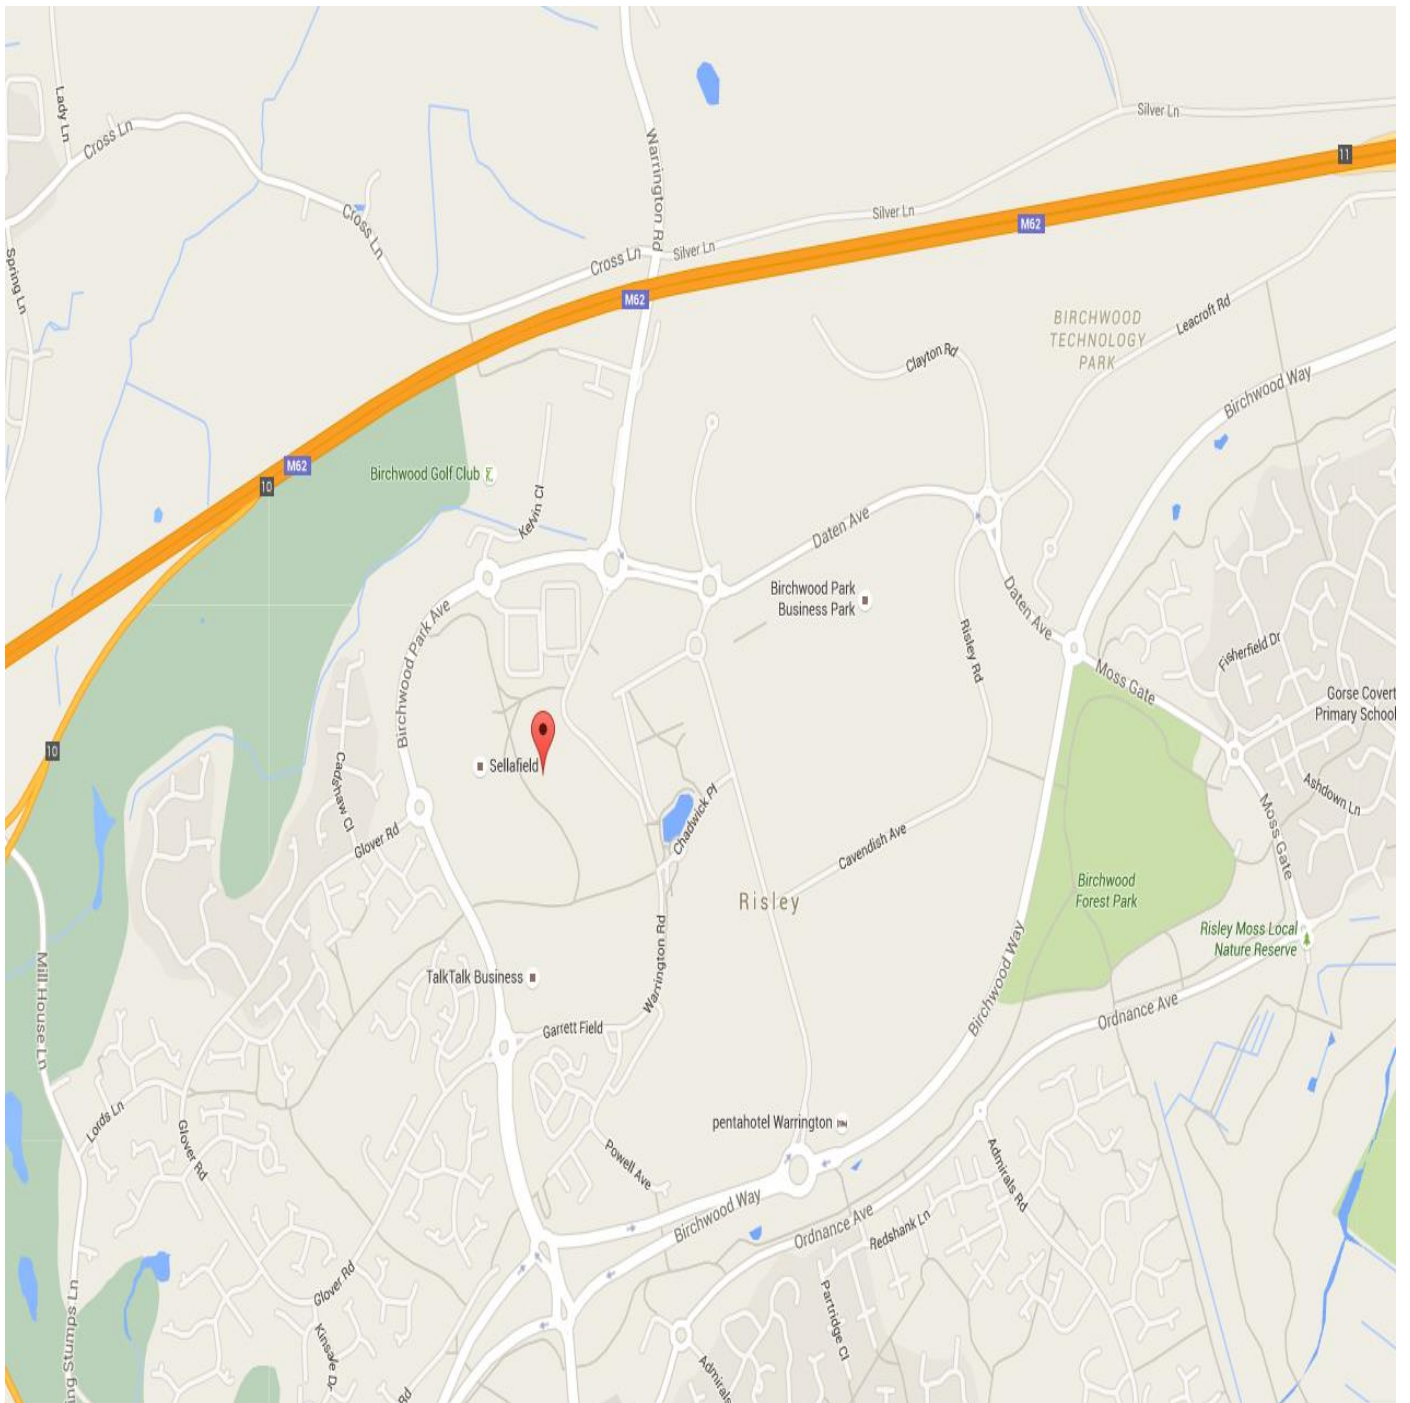 Lady Ln
Cross Ln
Warrington Rd
Silver Ln
11
Cross Ln
Silver Ln
M62
Spring Ln
Cross Ln
Silver Ln
M62
BIRCHWOOD
TECHNOLOGY
PARK
Leacroft Rd
Clayton Rd
Birchwood Way
M62
10
Birchwood Golf Club
Kelvin Cl
Daten Ave
Birchwood Park
Business Park
Daten Ave
Birchwood Park Ave
Risley Rd
Fisherfield Dr
Moss Gate
Gorse Covert
Primary School
10
Sellafield
Capshaw Cl
Ashdown Ln
Moss Gate
Glover Rd
Chadwick Pl
Cavendish Ave
Birchwood
Forest Park
Risley
Risley Moss Local
Nature Reserve
Mill House Ln
TalkTalk Business
Warrington Rd
Birchwood Way
Garrett Field
Ordnance Ave
Lords Ln
Glover Rd
pentahotel Warrington
Powell Ave
Admirals Rd
Birchwood Way
Ordnance Ave
Redshank Ln
Glover Rd
Partridge Cl
ing Stumps Ln
Kinsale Dr
Rd
Admirals